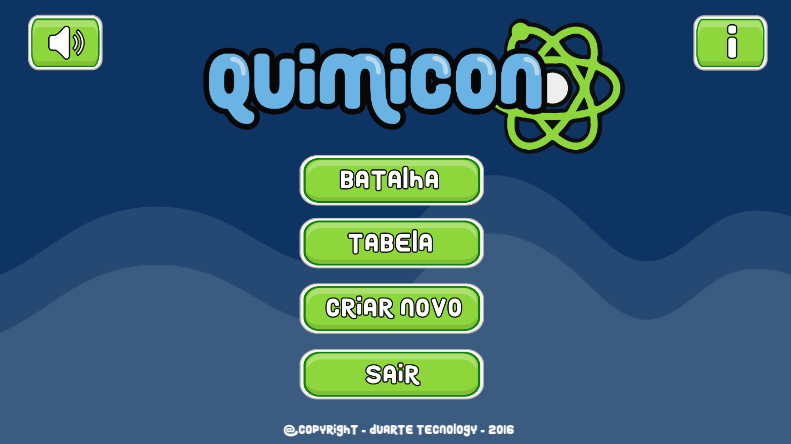 Quimicon
i
BATAlhA
TABElA
CRiAR NOVO
SAiR
@COPYRighT - duARTE TECNOlOgY - 2016